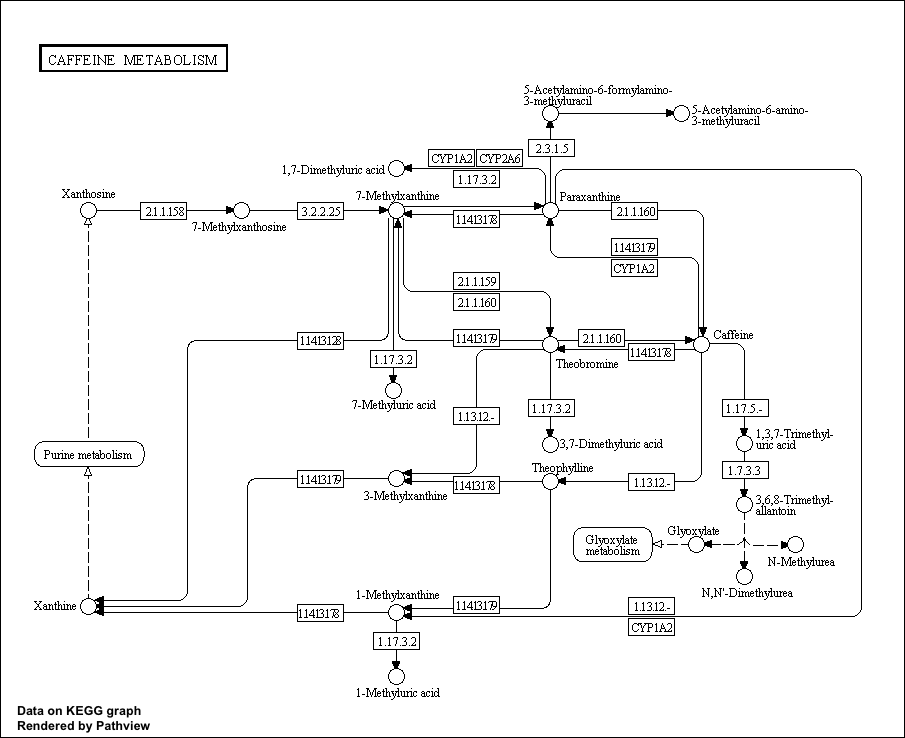 CAFFEINE METABOLISM
5-Acetylamino-6-formylamino-
3-methyluracil
5-Acetylamino-6-amino-
3-methyluracil
2.3.1.5
CYP1A2
CYP2A6
1,7-Dimethyluric acid
1.17.3.2
Xanthosine
7-Methylxanthine
Paraxanthine
2.1.1.158
3.2.2.25
11413178
2.1.1.160
7-Methylxanthosine
11413179
CYP1A2
2.1.1.159
2.1.1.160
11413128
11413179
2.1.1.160
Caffeine
11413178
1.17.3.2
Theobromine
7-Methyluric acid
1.13.12.-
1.17.3.2
1.17.5.-
1,3,7-Trimethyl-
uric acid
3,7-Dimethyluric acid
Purine metabolism
Theophylline
1.7.3.3
11413179
11413178
1.13.12.-
3-Methylxanthine
3,6,8-Trimethyl-
allantoin
Glyoxylate
Glyoxylate
metabolism
N-Methylurea
N,N'-Dimethylurea
1-Methylxanthine
Xanthine
11413179
1.13.12.-
11413178
CYP1A2
1.17.3.2
1-Methyluric acid
Data on KEGG graph
Rendered by Pathview